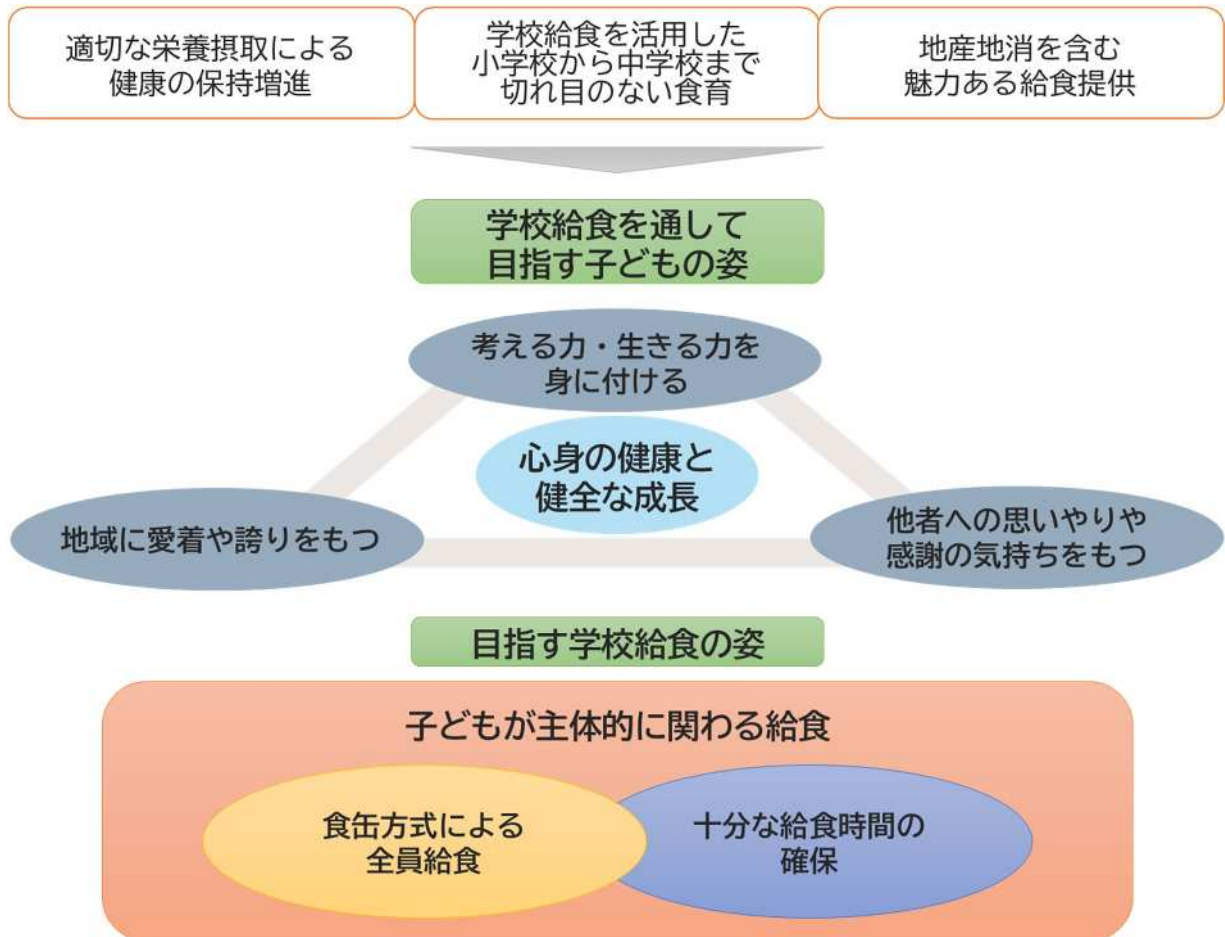 適切な栄養摂取による
健康の保持増進
学校給食を活用した
小学校から中学校まで
切れ目のない食育
地産地消を含む
魅力ある給食提供
学校給食を通して
目指す子どもの姿
考える力・生きる力を
身に付ける
心身の健康と
健全な成長
地域に愛着や誇りをもつ
他者への思いやりや
感謝の気持ちをもつ
目指す学校給食の姿
子どもが主体的に関わる給食
食缶方式による
全員給食
十分な給食時間の
確保